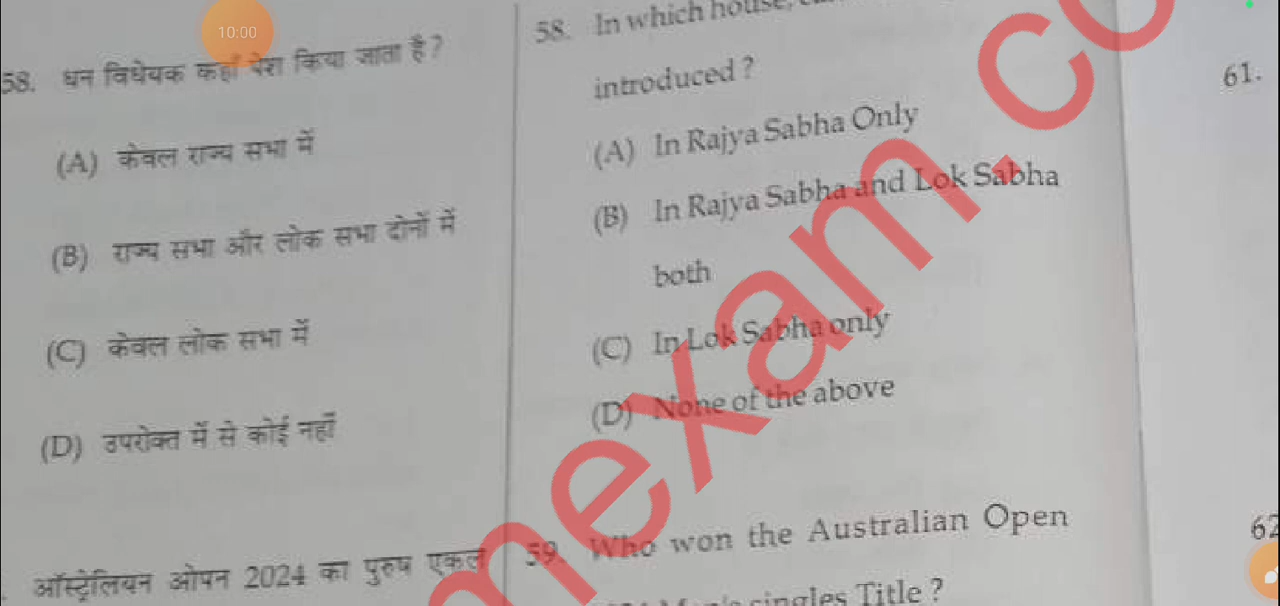 10:00
58. धन विधेयक कहाँ पेश किया जाता है?
(A) केवल राज्य सभा में
(B) राज्य सभा और लोक सभा दोनों में
(C) केवल लोक सभा में
(D) उपरोक्त में से कोई नहीं
ऑस्ट्रेलियन ओपन 2024 का पुरुष एकल
58. In which house,
introduced ?
(A) In Rajya Sabha Only
(B) In Rajya Sabha and Lok Sabha
both
(C) In Lok Sabha only
(D) None of the above
59. Who won the Australian Open
singles Title ?
61.
62
mexam.co